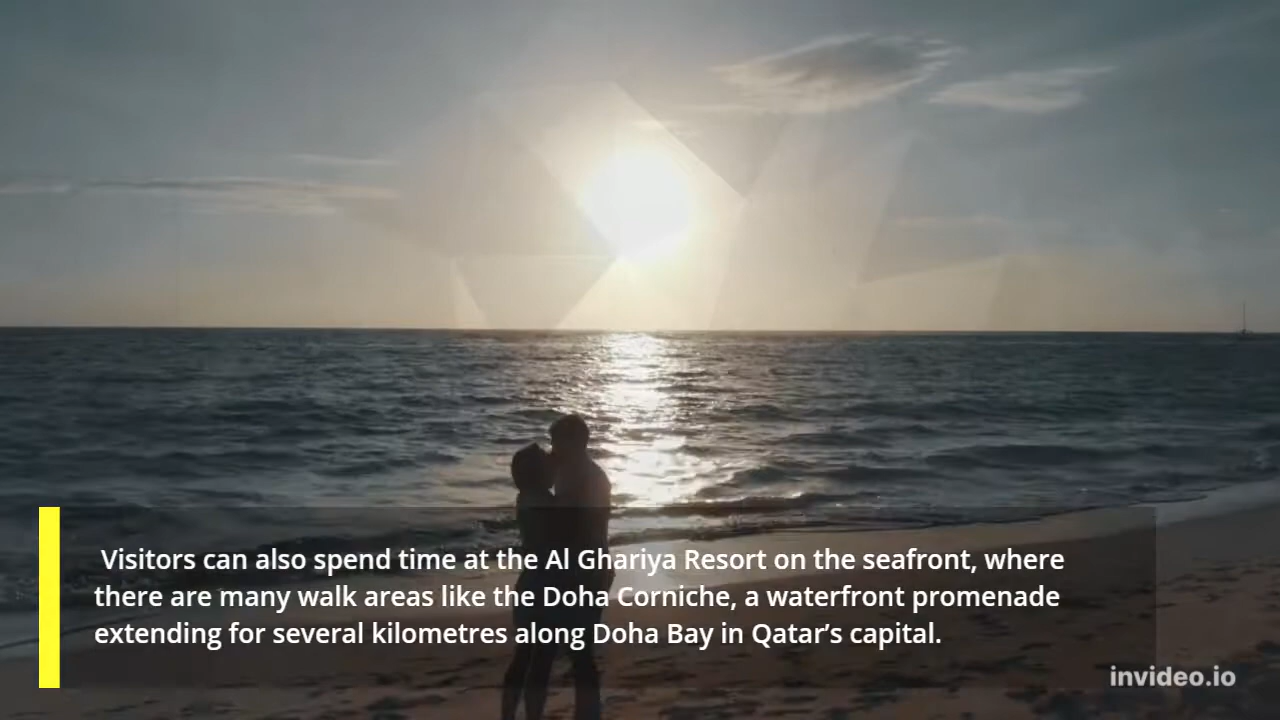 Visitors can also spend time at the Al Ghariya Resort on the seafront, where
there are many walk areas like the Doha Corniche, a waterfront promenade
extending for several kilometres along Doha Bay in Qatar’s capital.
invideo.io